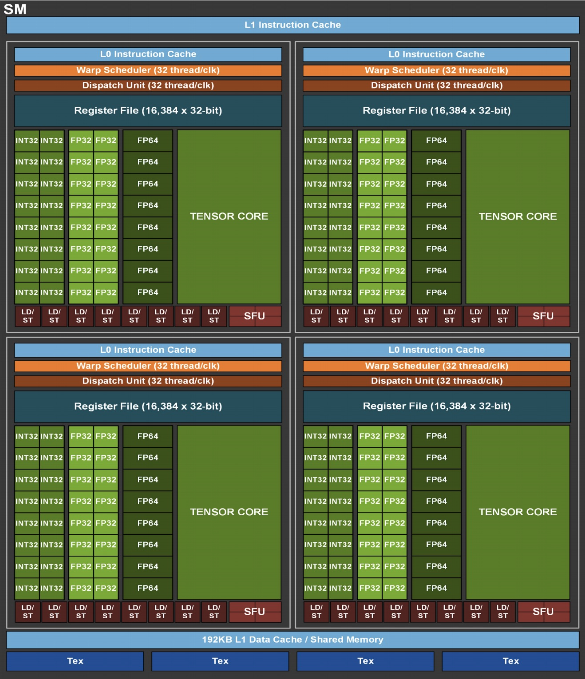 SM
L1 Instruction Cache
L0 Instruction Cache
Warp Scheduler (32 thread/clk)
Dispatch Unit (32 thread/clk)
Register File (16,384 x 32-bit)
INT32 INT32 FP32 FP32 FP64
INT32 INT32 FP32 FP32 FP64
INT32 INT32 FP32 FP32 FP64
INT32 INT32 FP32 FP32 FP64
TENSOR CORE
INT32 INT32 FP32 FP32 FP64
INT32 INT32 FP32 FP32 FP64
INT32 INT32 FP32 FP32 FP64
INT32 INT32 FP32 FP32 FP64
LD/ LD/ LD/ LD/ LD/ LD/ LD/ LD/
ST ST ST ST ST ST ST ST
SFU
L0 Instruction Cache
Warp Scheduler (32 thread/clk)
Dispatch Unit (32 thread/clk)
Register File (16,384 x 32-bit)
INT32 INT32 FP32 FP32 FP64
INT32 INT32 FP32 FP32 FP64
INT32 INT32 FP32 FP32 FP64
INT32 INT32 FP32 FP32 FP64
TENSOR CORE
INT32 INT32 FP32 FP32 FP64
INT32 INT32 FP32 FP32 FP64
INT32 INT32 FP32 FP32 FP64
INT32 INT32 FP32 FP32 FP64
LD/ LD/ LD/ LD/ LD/ LD/ LD/ LD/
ST ST ST ST ST ST ST ST
SFU
L0 Instruction Cache
Warp Scheduler (32 thread/clk)
Dispatch Unit (32 thread/clk)
Register File (16,384 x 32-bit)
INT32 INT32 FP32 FP32 FP64
INT32 INT32 FP32 FP32 FP64
INT32 INT32 FP32 FP32 FP64
INT32 INT32 FP32 FP32 FP64
TENSOR CORE
INT32 INT32 FP32 FP32 FP64
INT32 INT32 FP32 FP32 FP64
INT32 INT32 FP32 FP32 FP64
INT32 INT32 FP32 FP32 FP64
LD/ LD/ LD/ LD/ LD/ LD/ LD/ LD/
ST ST ST ST ST ST ST ST
SFU
L0 Instruction Cache
Warp Scheduler (32 thread/clk)
Dispatch Unit (32 thread/clk)
Register File (16,384 x 32-bit)
INT32 INT32 FP32 FP32 FP64
INT32 INT32 FP32 FP32 FP64
INT32 INT32 FP32 FP32 FP64
INT32 INT32 FP32 FP32 FP64
TENSOR CORE
INT32 INT32 FP32 FP32 FP64
INT32 INT32 FP32 FP32 FP64
INT32 INT32 FP32 FP32 FP64
INT32 INT32 FP32 FP32 FP64
LD/ LD/ LD/ LD/ LD/ LD/ LD/ LD/
ST ST ST ST ST ST ST ST
SFU
192KB L1 Data Cache / Shared Memory
Tex Tex Tex Tex